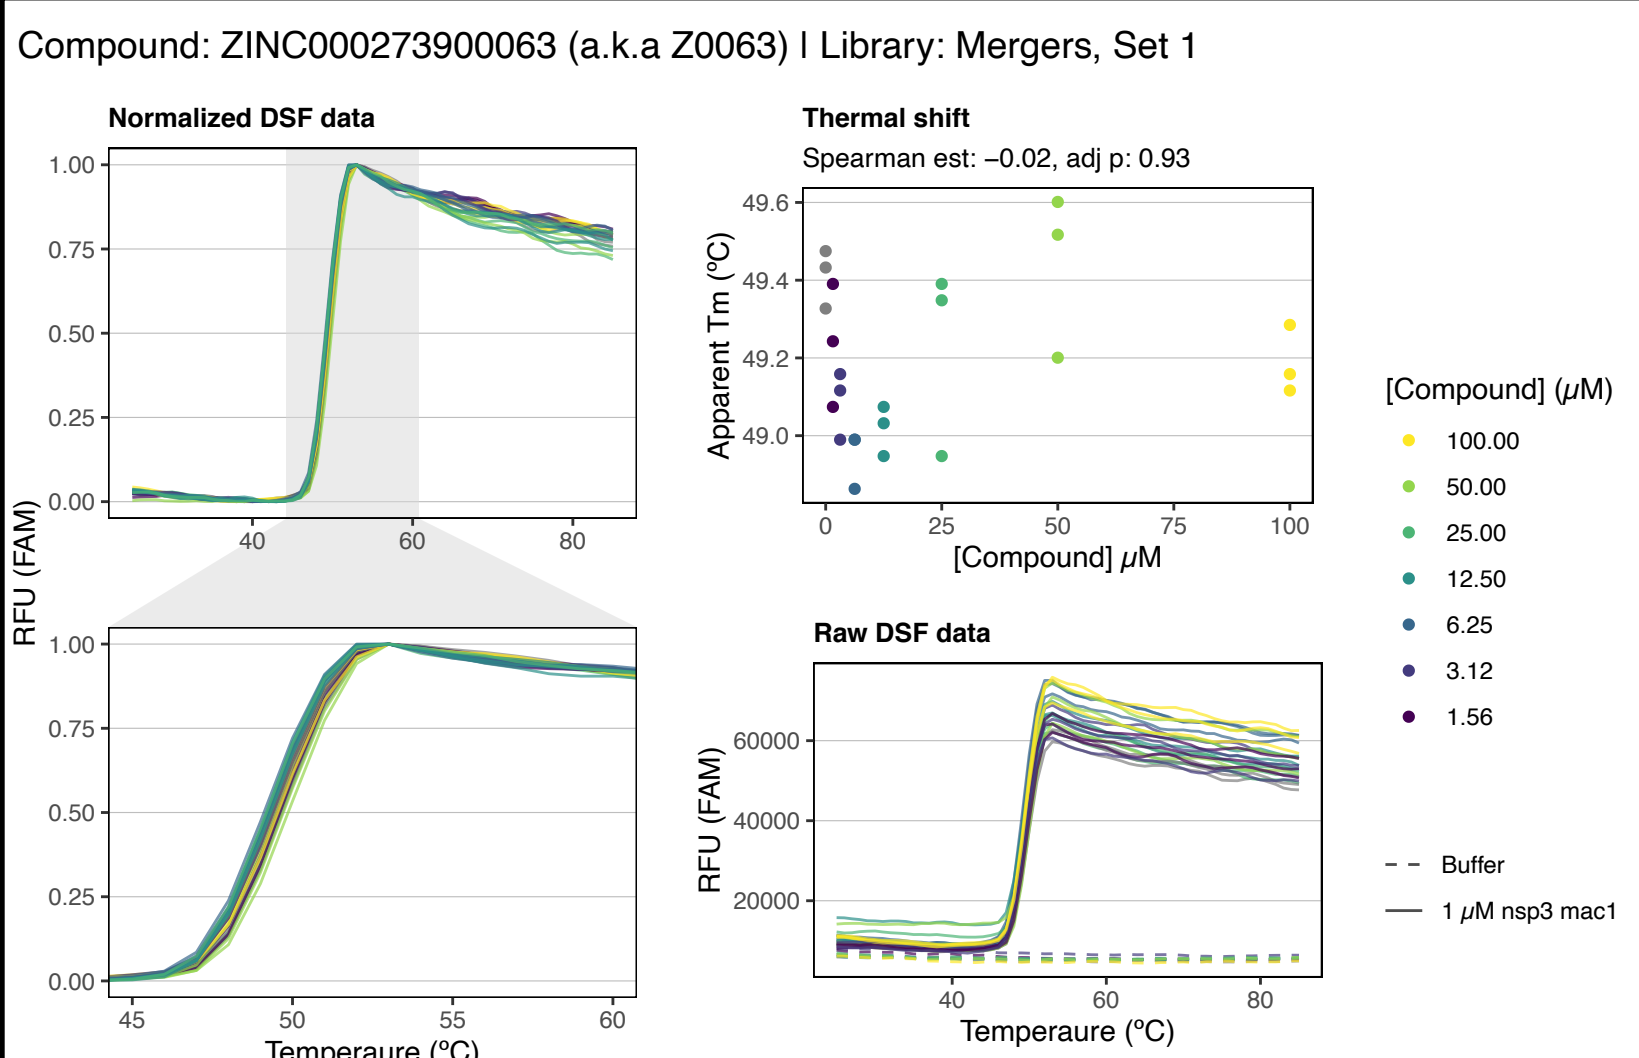 Compound: ZINC000273900063 (a.k.a Z0063) | Library: Mergers, Set 1
Normalized DSF data
1.00
0.75
0.50
0.25
0.00
40 60 80
RFU (FAM)
1.00
0.75
0.50
0.25
0.00
45 50 55 60
Temperaure (ºC)
Thermal shift
Spearman est: −0.02, adj p: 0.93
Apparent Tm (ºC)
49.6
49.4
49.2
49.0
0 25 50 75 100
[Compound] µM
Raw DSF data
RFU (FAM)
60000
40000
20000
40 60 80
Temperaure (ºC)
[Compound] (µM)
100.00
50.00
25.00
12.50
6.25
3.12
1.56
Buffer
1 µM nsp3 mac1